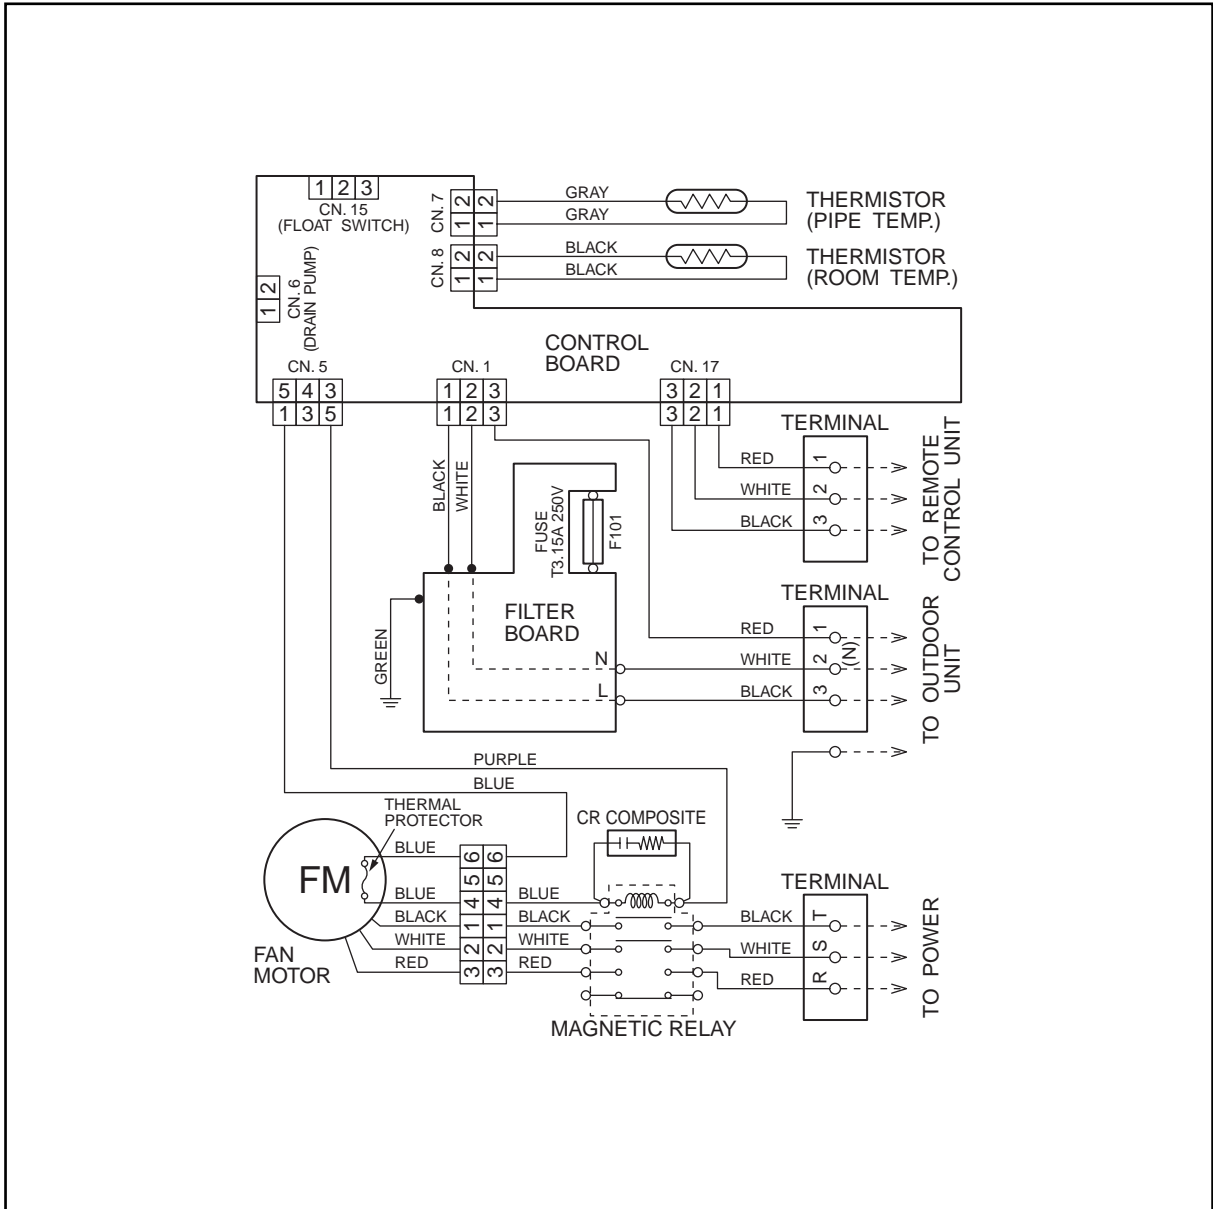 1 2 3
CN. 15
(FLOAT SWITCH)
CN. 7
2 2
1 1
GRAY
GRAY
THERMISTOR
(PIPE TEMP.)
CN. 8
2 2
1 1
BLACK
BLACK
THERMISTOR
(ROOM TEMP.)
1 2
CN. 6
(DRAIN PUMP)
CONTROL
BOARD
CN. 5
5 4 3
1 3 5
CN. 1
1 2 3
1 2 3
CN. 17
3 2 1
3 2 1
BLACK
WHITE
TERMINAL
RED 1
WHITE 2
BLACK 3
TO REMOTE
CONTROL UNIT
FUSE
T3.15A 250V
F101
FILTER
BOARD
N
L
GREEN
TERMINAL
RED 1
WHITE 2
(N)
BLACK 3
TO OUTDOOR
UNIT
PURPLE
BLUE
THERMAL
PROTECTOR
CR COMPOSITE
FM
FAN
MOTOR
BLUE 6 6
5 5
BLUE 4 4 BLUE
BLACK 1 1 BLACK
WHITE 2 2 WHITE
RED 3 3 RED
MAGNETIC RELAY
TERMINAL
BLACK T
WHITE S
RED R
TO POWER